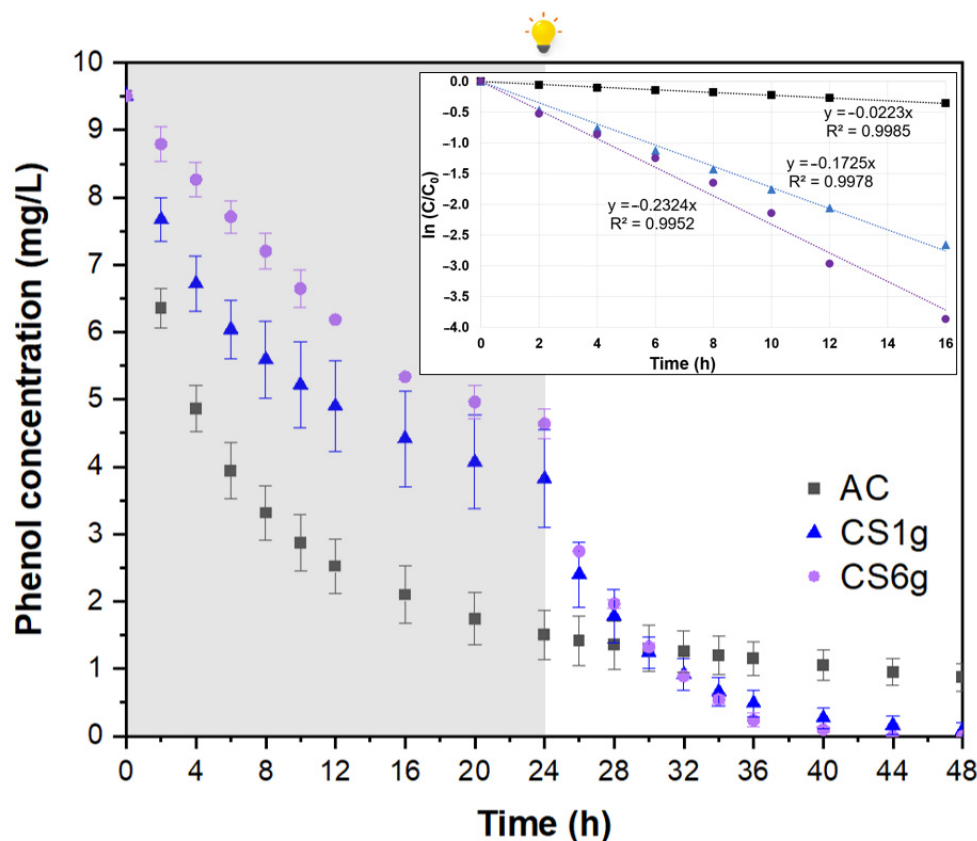 Phenol concentration (mg/L)
10
9
8
7
6
5
4
3
2
1
0
0 4 8 12 16 20 24 28 32 36 40 44 48
Time (h)
AC
CS1g
CS6g
ln (C/C₀)
0.0
−0.5
−1.0
−1.5
−2.0
−2.5
−3.0
−3.5
−4.0
0 2 4 6 8 10 12 14 16
Time (h)
y = −0.0223x
R² = 0.9985
y = −0.1725x
R² = 0.9978
y = −0.2324x
R² = 0.9952